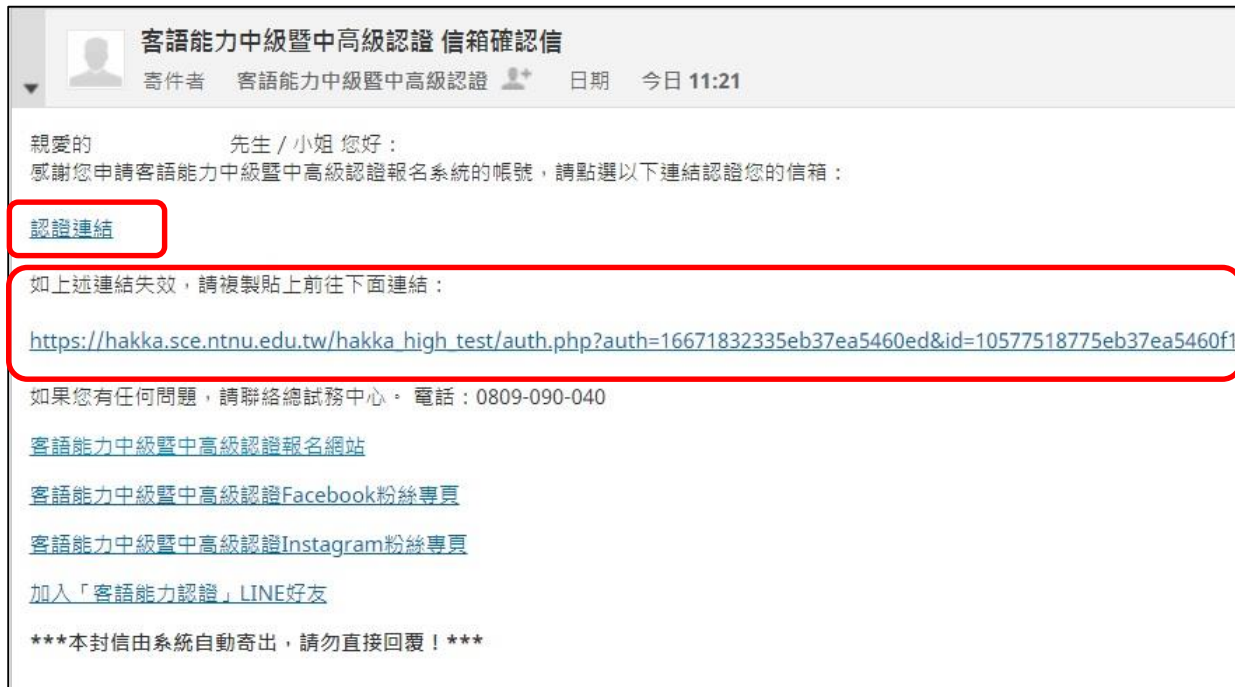 客語能力中級暨中高級認證 信箱確認信
寄件者 客語能力中級暨中高級認證 日期 今日 11:21
親愛的 先生 / 小姐 您好：
感謝您申請客語能力中級暨中高級認證報名系統的帳號，請點選以下連結認證您的信箱：
認證連結
如上述連結失效，請複製貼上前往下面連結：
https://hakka.sce.ntnu.edu.tw/hakka_high_test/auth.php?auth=16671832335eb37ea5460ed&id=10577518775eb37ea5460f1
如果您有任何問題，請聯絡總試務中心。 電話：0809-090-040
客語能力中級暨中高級認證報名網站
客語能力中級暨中高級認證Facebook粉絲專頁
客語能力中級暨中高級認證Instagram粉絲專頁
加入「客語能力認證」LINE好友
***本封信由系統自動寄出，請勿直接回覆！***